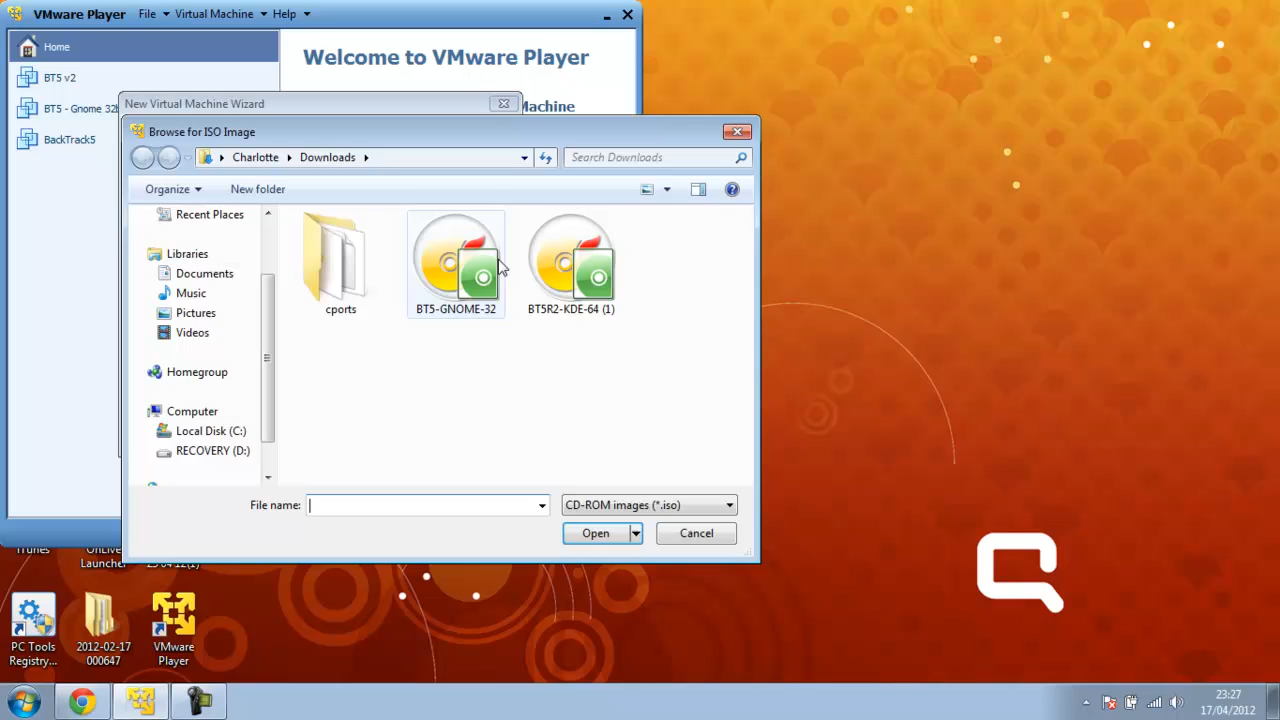 VMware Player File Virtual Machine Help
Home
Welcome to VMware Player
BT5 v2
BT5 - Gnome 32b
BackTrack5
New Virtual Machine Wizard
Machine
Browse for ISO Image
Charlotte Downloads
Search Downloads
Organize New folder
Recent Places
Libraries
Documents
Music
Pictures
Videos
Homegroup
Computer
Local Disk (C:)
RECOVERY (D:)
cports
BT5-GNOME-32
BT5R2-KDE-64 (1)
File name:
CD-ROM images (*.iso)
Open Cancel
iTunes
OnLive
Launcher
PC Tools
Registry...
2012-02-17
000647
VMware
Player
23:27
17/04/2012